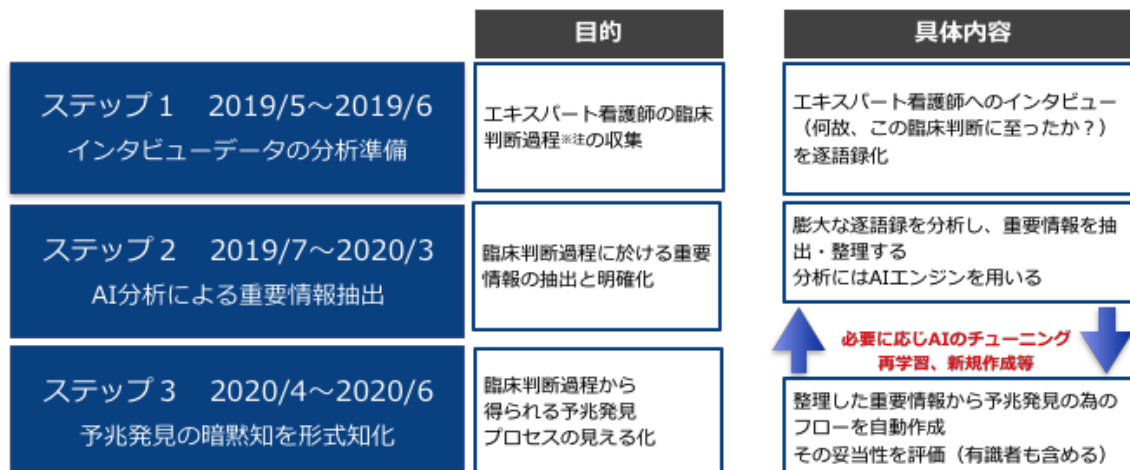 目的
具体内容
ステップ1　2019/5～2019/6
インタビューデータの分析準備
エキスパート看護師の臨床
判断過程※注の収集
エキスパート看護師へのインタビュー
（何故、この臨床判断に至ったか？）
を逐語録化
ステップ2　2019/7～2020/3
AI分析による重要情報抽出
臨床判断過程に於ける重要
情報の抽出と明確化
膨大な逐語録を分析し、重要情報を抽
出・整理する
分析にはAIエンジンを用いる
必要に応じAIのチューニング
再学習、新規作成等
ステップ3　2020/4～2020/6
予兆発見の暗黙知を形式知化
臨床判断過程から
得られる予兆発見
プロセスの見える化
整理した重要情報から予兆発見の為の
フローを自動作成
その妥当性を評価（有識者も含める）